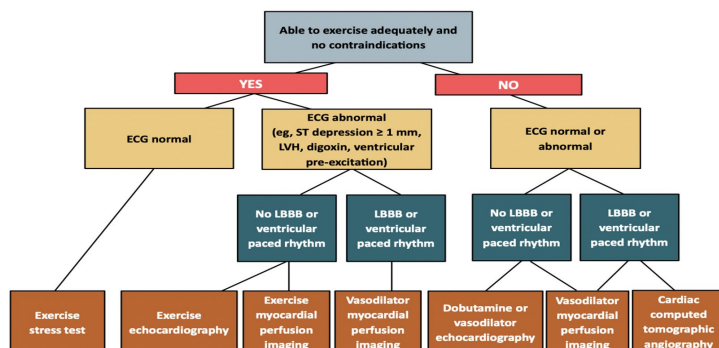 Able to exercise adequately and
no contraindications
YES
NO
ECG normal
ECG abnormal
(eg, ST depression ≥ 1 mm,
LVH, digoxin, ventricular
pre-excitation)
ECG normal or
abnormal
No LBBB or
ventricular
paced rhythm
LBBB or
ventricular
paced rhythm
No LBBB or
ventricular
paced rhythm
LBBB or
ventricular
paced rhythm
Exercise
stress test
Exercise
echocardiography
Exercise
myocardial
perfusion
imaging
Vasodilator
myocardial
perfusion
imaging
Dobutamine or
vasodilator
echocardiography
Vasodilator
myocardial
perfusion
imaging
Cardiac
computed
tomographic
angiography